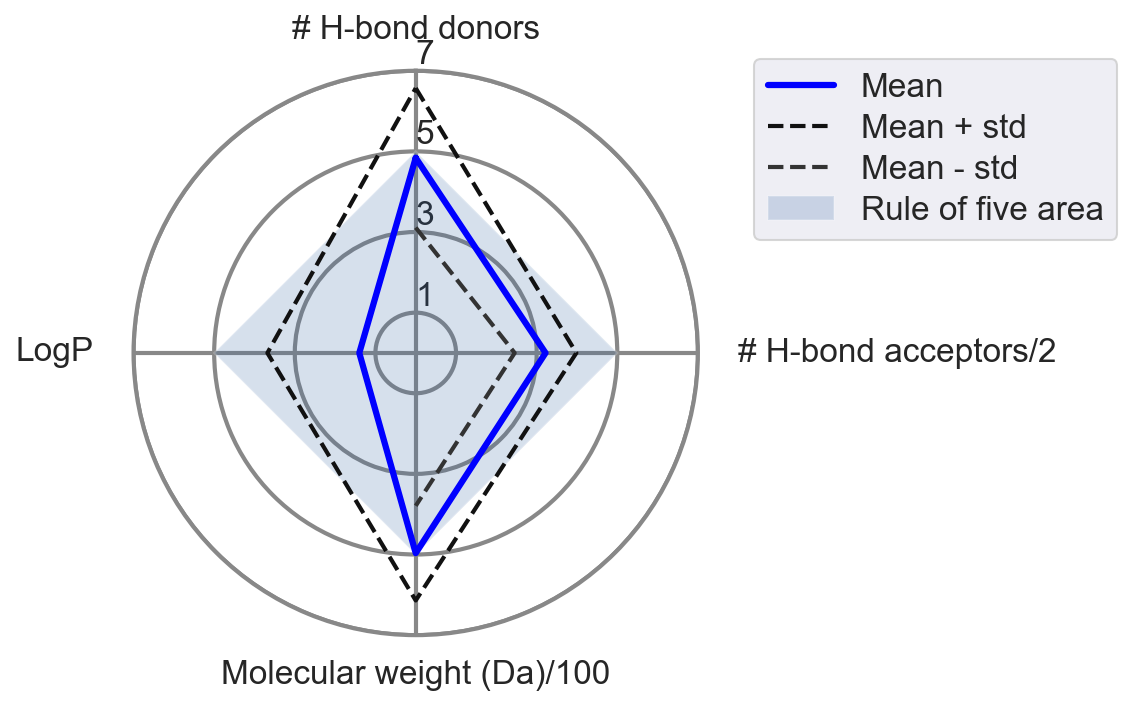 # H-bond donors
7
5
3
1
LogP
# H-bond acceptors/2
Molecular weight (Da)/100
Mean
Mean + std
Mean - std
Rule of five area